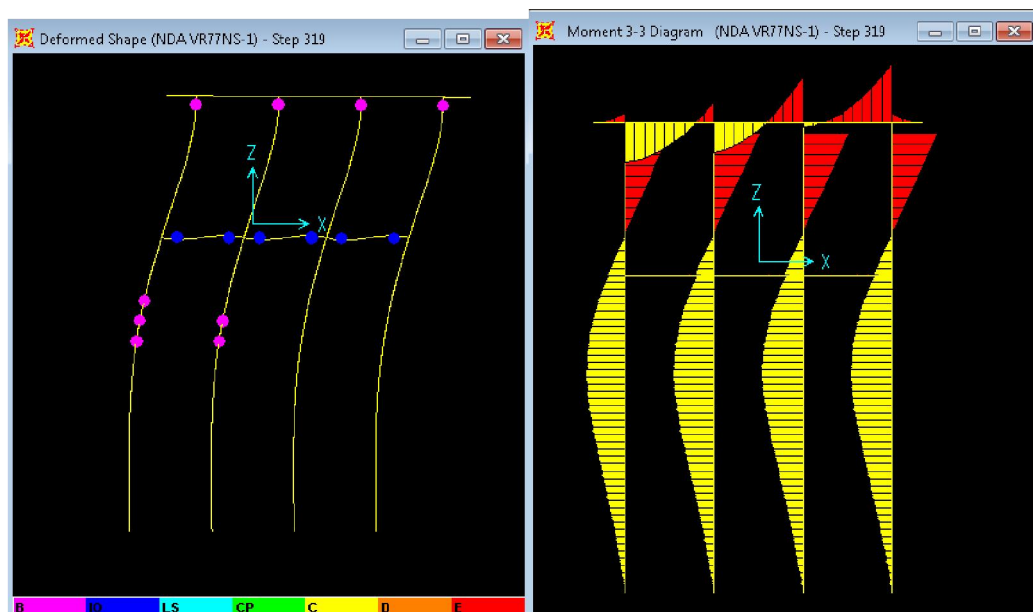 Deformed Shape (NDA VR77NS-1) - Step 319
Z
X
B IO LS CP C D E
Moment 3-3 Diagram (NDA VR77NS-1) - Step 319
Z
X